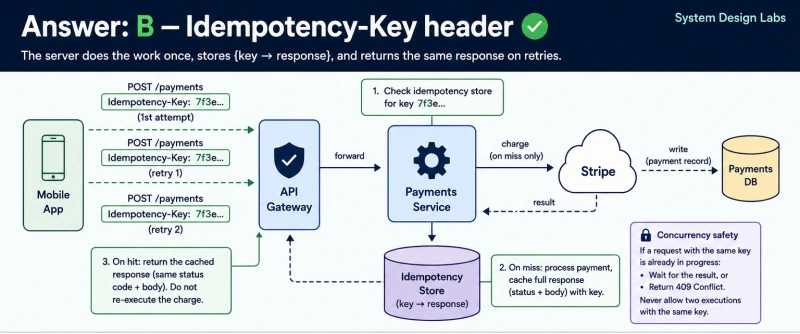 Answer: B – Idempotency-Key header
System Design Labs
The server does the work once, stores {key → response}, and returns the same response on retries.
POST /payments
Idempotency-Key: 7f3e...
(1st attempt)
POST /payments
Idempotency-Key: 7f3e...
(retry 1)
POST /payments
Idempotency-Key: 7f3e...
(retry 2)
Mobile
App
API
Gateway
forward
1. Check idempotency store
for key 7f3e...
Payments
Service
charge
(on miss only)
result
Stripe
write
(payment record)
Payments
DB
3. On hit: return the cached
response (same status
code + body). Do not
re-execute the charge.
Idempotency
Store
(key → response)
2. On miss: process payment,
cache full response
(status + body) with key.
Concurrency safety
If a request with the same key
is already in progress:
• Wait for the result, or
• Return 409 Conflict.
Never allow two executions
with the same key.